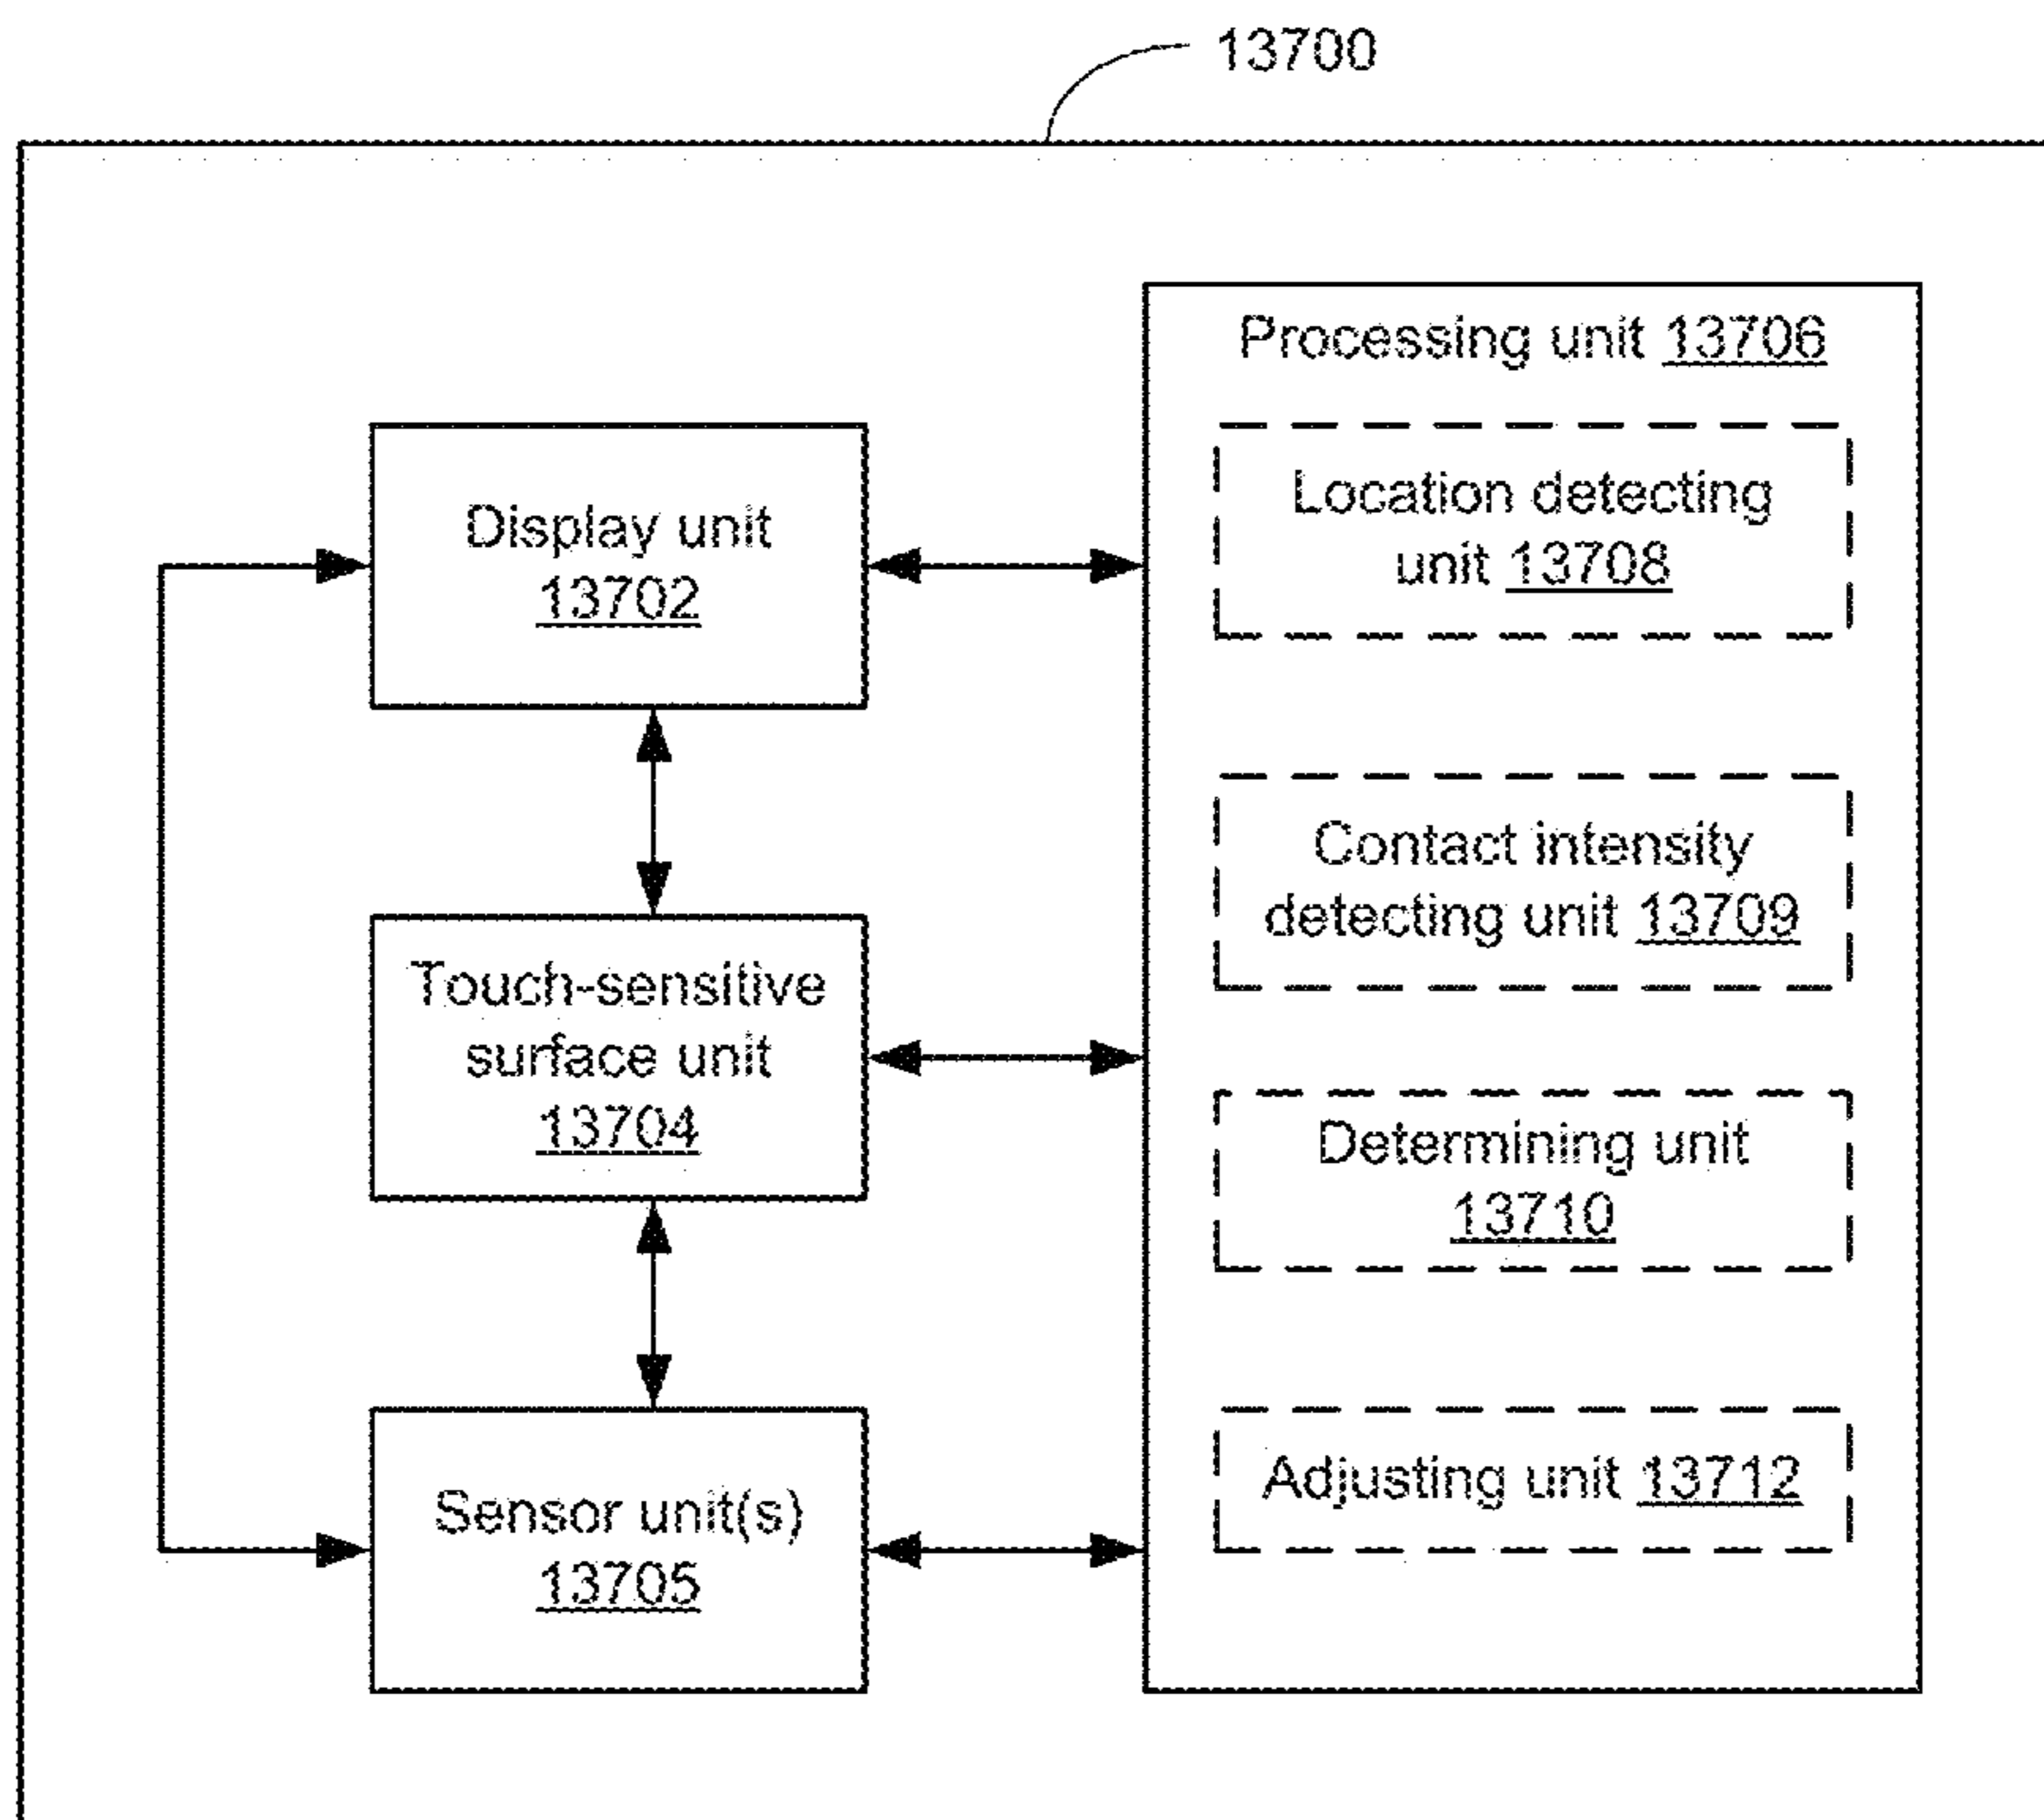 13700
Processing unit 13706
Location detecting
unit 13708
Display unit
13702
Contact intensity
detecting unit 13709
Touch-sensitive
surface unit
13704
Determining unit
13710
Adjusting unit 13712
Sensor unit(s)
13705